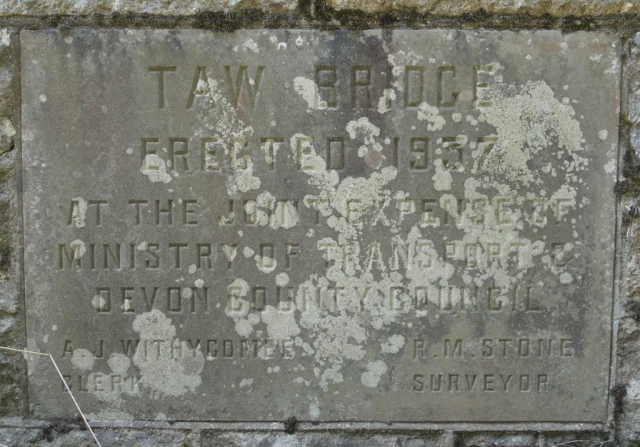 TAW BRIDGE
ERECTED 1937
AT THE JOINT EXPENSE OF
MINISTRY OF TRANSPORT &
DEVON COUNTY COUNCIL
A. J. WITHYCOMBE R. M. STONE
CLERK SURVEYOR